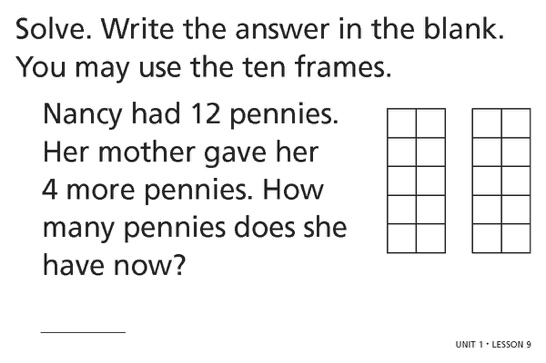 Solve. Write the answer in the blank.
You may use the ten frames.
Nancy had 12 pennies.
Her mother gave her
4 more pennies. How
many pennies does she
have now?
UNIT 1 • LESSON 9